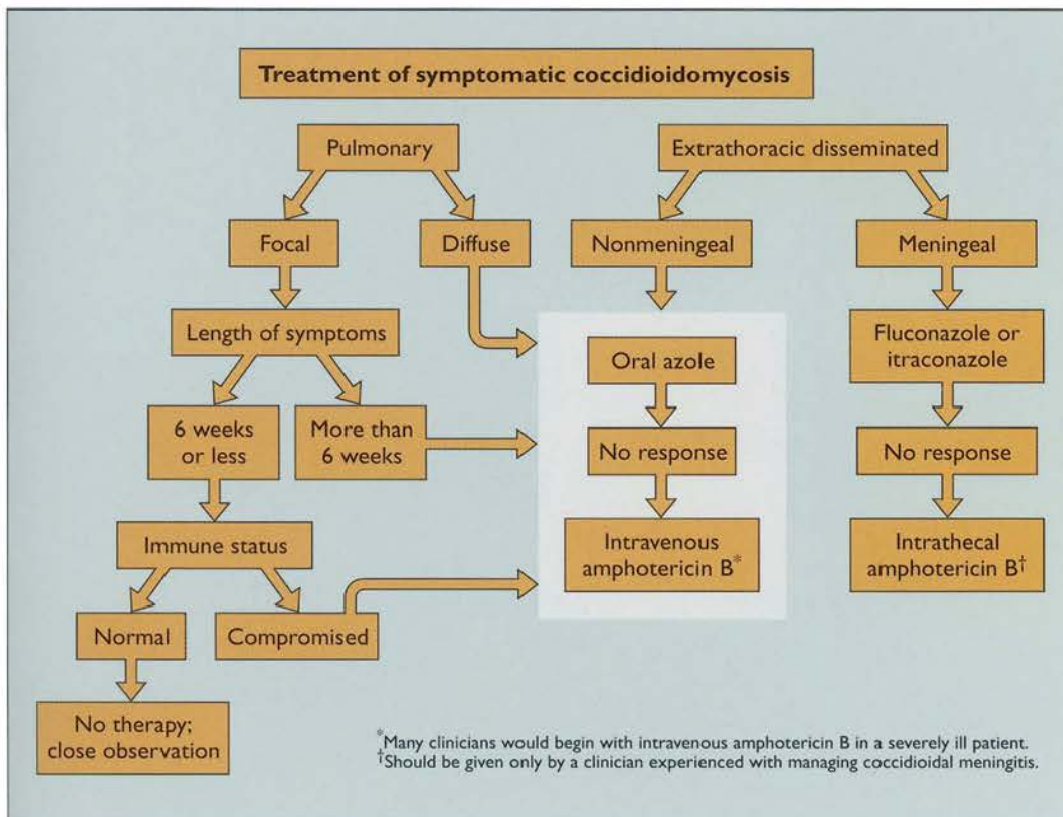 Treatment of symptomatic coccidioidomycosis
Pulmonary
Extrathoracic disseminated
Focal
Diffuse
Nonmeningeal
Meningeal
Length of symptoms
Oral azole
Fluconazole or
itraconazole
6 weeks
or less
More than
6 weeks
No response
No response
Immune status
Intravenous
amphotericin B*
Intrathecal
amphotericin B†
Normal
Compromised
No therapy;
close observation
*Many clinicians would begin with intravenous amphotericin B in a severely ill patient.
†Should be given only by a clinician experienced with managing coccidioidal meningitis.